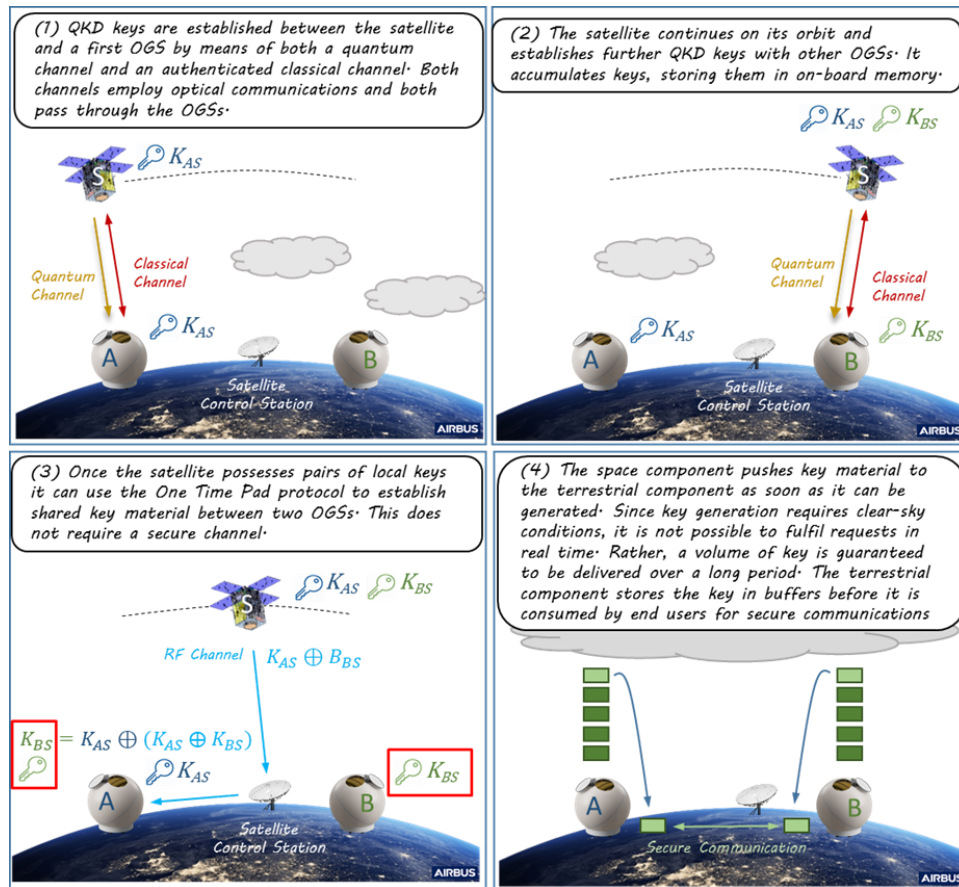 (1) QKD keys are established between the satellite
and a first OGS by means of both a quantum
channel and an authenticated classical channel. Both
channels employ optical communications and both
pass through the OGSs.
K_AS
S
Quantum
Channel
Classical
Channel
K_AS
A
B
Satellite
Control Station
AIRBUS
(2) The satellite continues on its orbit and
establishes further QKD keys with other OGSs. It
accumulates keys, storing them in on-board memory.
K_AS K_BS
S
Quantum
Channel
Classical
Channel
K_AS
K_BS
A
B
Satellite
Control Station
AIRBUS
(3) Once the satellite possesses pairs of local keys
it can use the One Time Pad protocol to establish
shared key material between two OGSs. This does
not require a secure channel.
K_AS K_BS
S
RF Channel
K_AS ⊕ B_BS
K_BS = K_AS ⊕ (K_AS ⊕ K_BS)
K_AS
K_BS
A
B
Satellite
Control Station
AIRBUS
(4) The space component pushes key material to
the terrestrial component as soon as it can be
generated. Since key generation requires clear-sky
conditions, it is not possible to fulfil requests in
real time. Rather, a volume of key is guaranteed
to be delivered over a long period. The terrestrial
component stores the key in buffers before it is
consumed by end users for secure communications
A
B
Secure Communication
AIRBUS